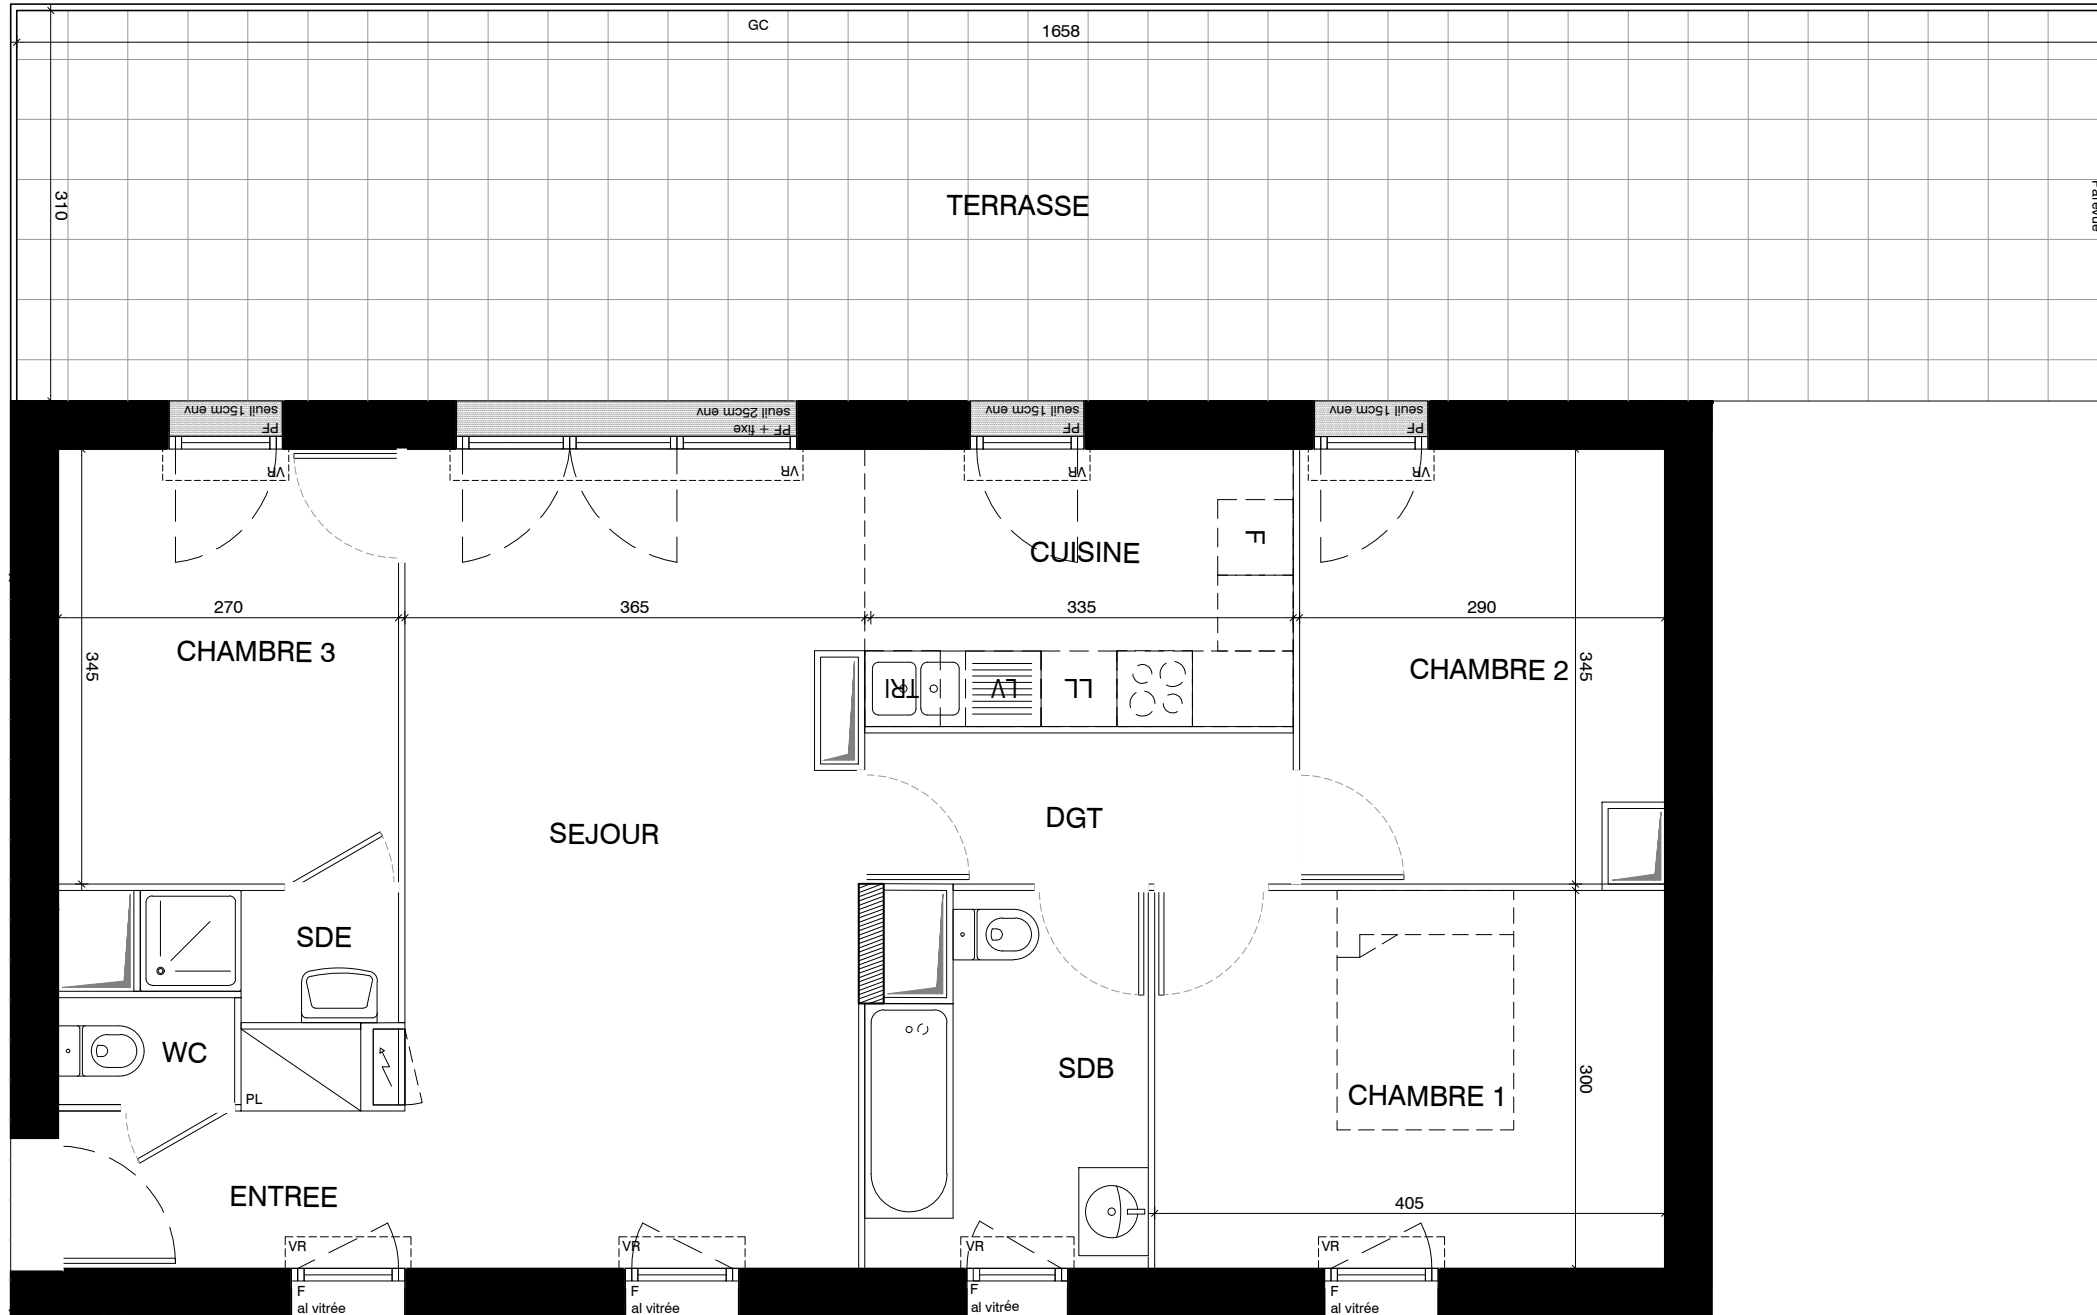 GC
1658
310
TERRASSE
Parevue
seuil 15cm env
PF
VR
seuil 25cm env
PF + fixe
VR
seuil 15cm env
PF
VR
seuil 15cm env
PF
VR
CUISINE
F
270
365
335
290
CHAMBRE 3
345
CHAMBRE 2
345
TRI
LV
LL
SEJOUR
DGT
SDE
WC
PL
SDB
CHAMBRE 1
300
ENTREE
405
VR
VR
VR
VR
F
al vitrée
F
al vitrée
F
al vitrée
F
al vitrée